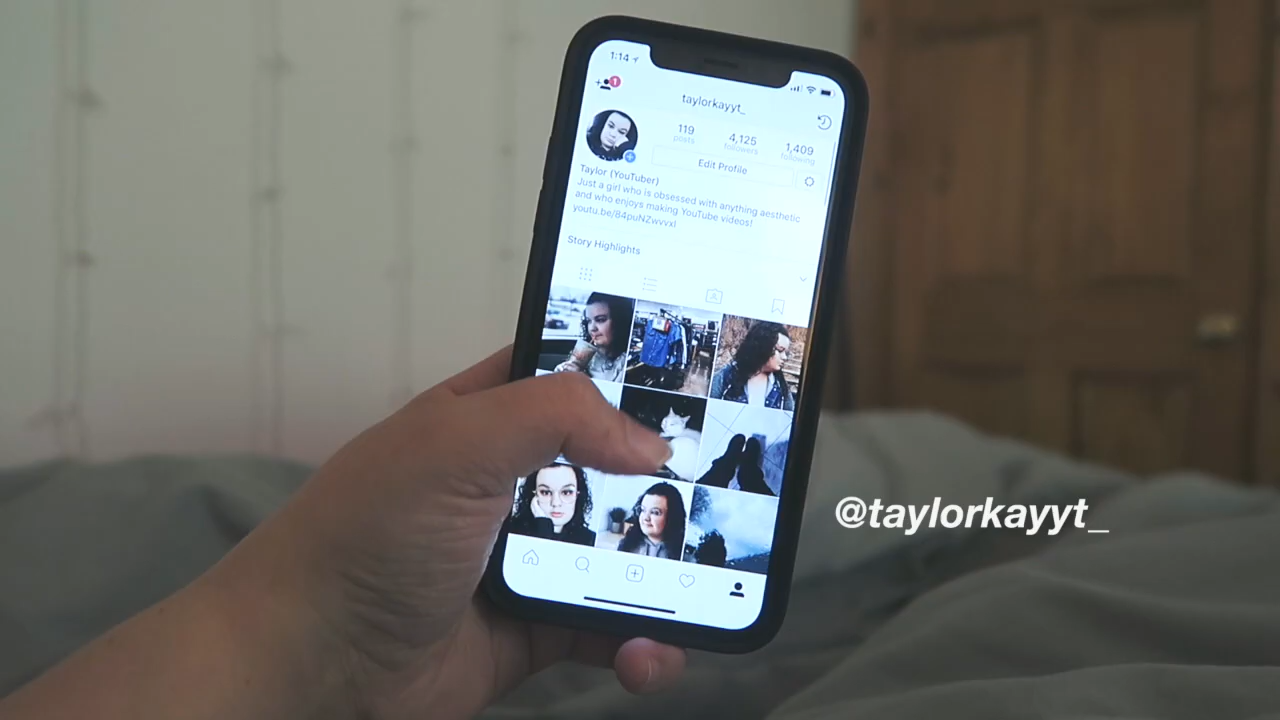 1:14
1
taylorkayyt_
119
posts
4,125
followers
1,409
following
Edit Profile
Taylor (YouTuber)
Just a girl who is obsessed with anything aesthetic
and who enjoys making YouTube videos!
youtu.be/84puNZwvvxI
Story Highlights
@taylorkayyt_